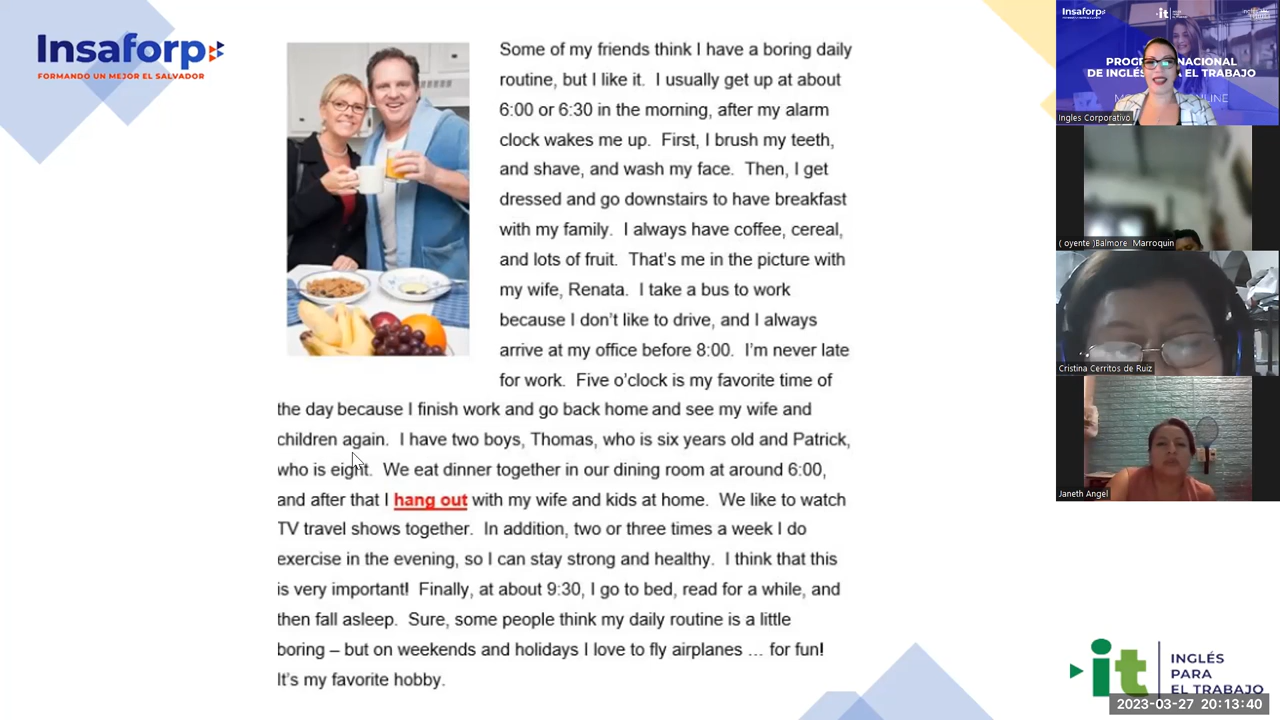 Insaforp
FORMANDO UN MEJOR EL SALVADOR
Some of my friends think I have a boring daily
routine, but I like it. I usually get up at about
6:00 or 6:30 in the morning, after my alarm
clock wakes me up. First, I brush my teeth,
and shave, and wash my face. Then, I get
dressed and go downstairs to have breakfast
with my family. I always have coffee, cereal,
and lots of fruit. That's me in the picture with
my wife, Renata. I take a bus to work
because I don't like to drive, and I always
arrive at my office before 8:00. I'm never late
for work. Five o'clock is my favorite time of
the day because I finish work and go back home and see my wife and
children again. I have two boys, Thomas, who is six years old and Patrick,
who is eight. We eat dinner together in our dining room at around 6:00,
and after that I hang out with my wife and kids at home. We like to watch
TV travel shows together. In addition, two or three times a week I do
exercise in the evening, so I can stay strong and healthy. I think that this
is very important! Finally, at about 9:30, I go to bed, read for a while, and
then fall asleep. Sure, some people think my daily routine is a little
boring – but on weekends and holidays I love to fly airplanes ... for fun!
It's my favorite hobby.
Insaforp
it
DE INGLÉS
EL TRABAJO
Ingles Corporativo
( oyente )Balmore Marroquin
Cristina Cerritos de Ruiz
Janeth Angel
it
INGLÉS
PARA
EL TRABAJO
2023-03-27 20:13:40